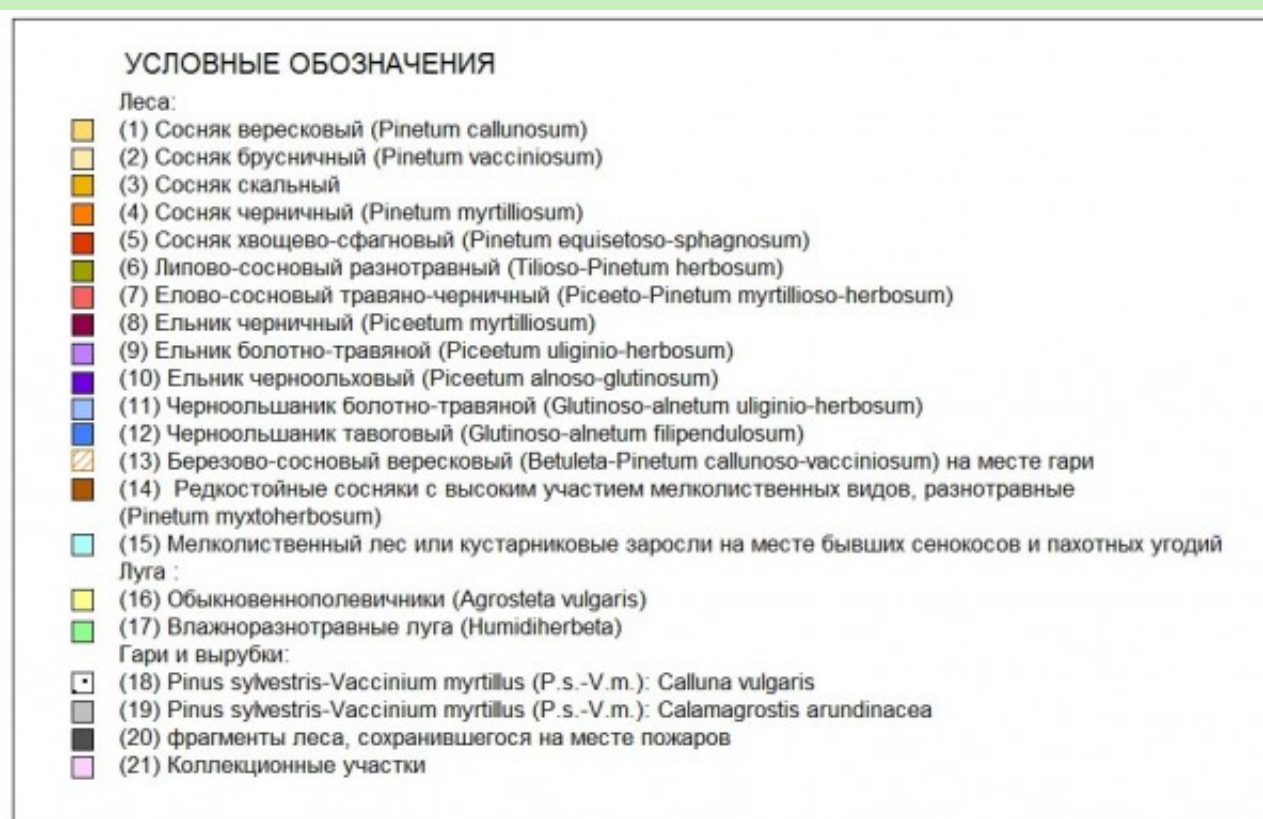 УСЛОВНЫЕ ОБОЗНАЧЕНИЯ
Леса:
(1) Сосняк вересковый (Pinetum callunosum)
(2) Сосняк брусничный (Pinetum vacciniosum)
(3) Сосняк скальный
(4) Сосняк черничный (Pinetum myrtilliosum)
(5) Сосняк хвощево-сфагновый (Pinetum equisetoso-sphagnosum)
(6) Липово-сосновый разнотравный (Tilioso-Pinetum herbosum)
(7) Елово-сосновый травяно-черничный (Piceeto-Pinetum myrtillioso-herbosum)
(8) Ельник черничный (Piceetum myrtilliosum)
(9) Ельник болотно-травяной (Piceetum uliginio-herbosum)
(10) Ельник черноольховый (Piceetum alnoso-glutinosum)
(11) Черноольшаник болотно-травяной (Glutinoso-alnetum uliginio-herbosum)
(12) Черноольшаник таволговый (Glutinoso-alnetum filipendulosum)
(13) Березово-сосновый вересковый (Betuleta-Pinetum callunoso-vacciniosum) на месте гари
(14) Редкостойные сосняки с высоким участием мелколиственных видов, разнотравные
(Pinetum myxtoherbosum)
(15) Мелколиственный лес или кустарниковые заросли на месте бывших сенокосов и пахотных угодий
Луга :
(16) Обыкновеннополевичники (Agrosteta vulgaris)
(17) Влажноразнотравные луга (Humidiherbeta)
Гари и вырубки:
(18) Pinus sylvestris-Vaccinium myrtillus (P.s.-V.m.): Calluna vulgaris
(19) Pinus sylvestris-Vaccinium myrtillus (P.s.-V.m.): Calamagrostis arundinacea
(20) фрагменты леса, сохранившегося на месте пожаров
(21) Коллекционные участки